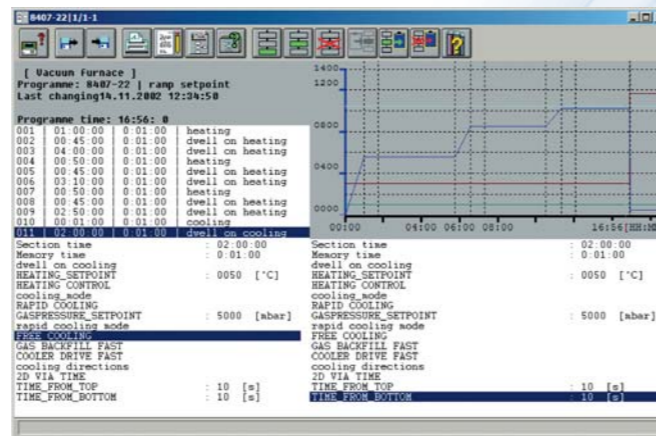 8407-22|1/1-1
[ Vacuum Furnace ]
Programme: 8407-22 | ramp setpoint
Last changing14.11.2002 12:34:50
Programme time: 16:56: 0
001 | 01:00:00 | 0:01:00 | heating
002 | 00:45:00 | 0:01:00 | dwell on heating
003 | 04:00:00 | 0:01:00 | dwell on heating
004 | 00:50:00 | 0:01:00 | heating
005 | 00:45:00 | 0:01:00 | dwell on heating
006 | 03:10:00 | 0:01:00 | dwell on heating
007 | 00:50:00 | 0:01:00 | heating
008 | 00:45:00 | 0:01:00 | dwell on heating
009 | 02:50:00 | 0:01:00 | dwell on heating
010 | 00:01:00 | 0:01:00 | cooling
011 | 02:00:00 | 0:01:00 | dwell on cooling
1400
1200
0800
0400
0000
00:00 04:00 06:00 08:00 16:56[HH:MM
Section time : 02:00:00
Memory time : 0:01:00
dwell on cooling
HEATING_SETPOINT : 0050 [°C]
HEATING CONTROL
cooling_mode
RAPID COOLING
GASPRESSURE_SETPOINT : 5000 [mbar]
rapid cooling mode
FREE COOLING
GAS BACKFILL FAST
COOLER DRIVE FAST
cooling directions
2D VIA TIME
TIME_FROM_TOP : 10 [s]
TIME_FROM_BOTTOM : 10 [s]
Section time : 02:00:00
Memory time : 0:01:00
dwell on cooling
HEATING_SETPOINT : 0050 [°C]
HEATING CONTROL
cooling_mode
RAPID COOLING
GASPRESSURE_SETPOINT : 5000 [mbar]
rapid cooling mode
FREE COOLING
GAS BACKFILL FAST
COOLER DRIVE FAST
cooling directions
2D VIA TIME
TIME_FROM_TOP : 10 [s]
TIME_FROM_BOTTOM : 10 [s]